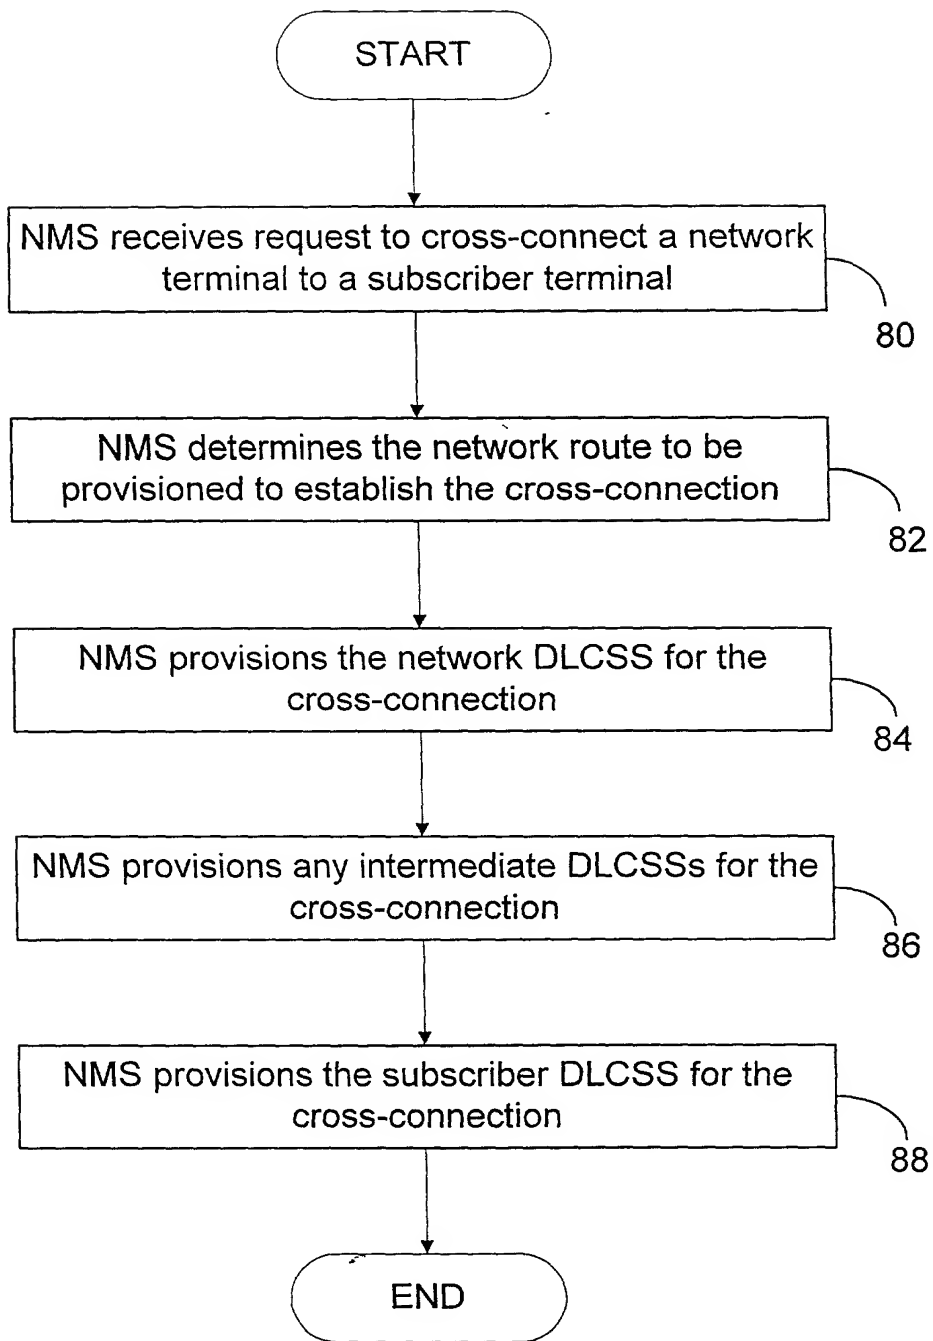 START
NMS receives request to cross-connect a network
terminal to a subscriber terminal
80
NMS determines the network route to be
provisioned to establish the cross-connection
82
NMS provisions the network DLCSS for the
cross-connection
84
NMS provisions any intermediate DLCSSs for the
cross-connection
86
NMS provisions the subscriber DLCSS for the
cross-connection
88
END